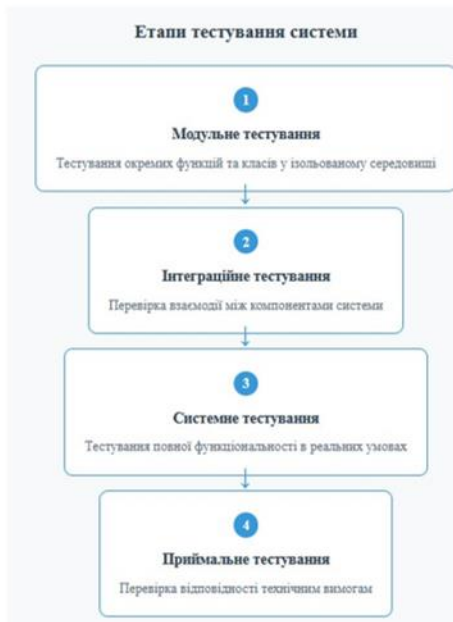 Етапи тестування системи
1
Модульне тестування
Тестування окремих функцій та класів у ізольованому середовищі
2
Інтеграційне тестування
Перевірка взаємодії між компонентами системи
3
Системне тестування
Тестування повної функціональності в реальних умовах
4
Приймальне тестування
Перевірка відповідності технічним вимогам